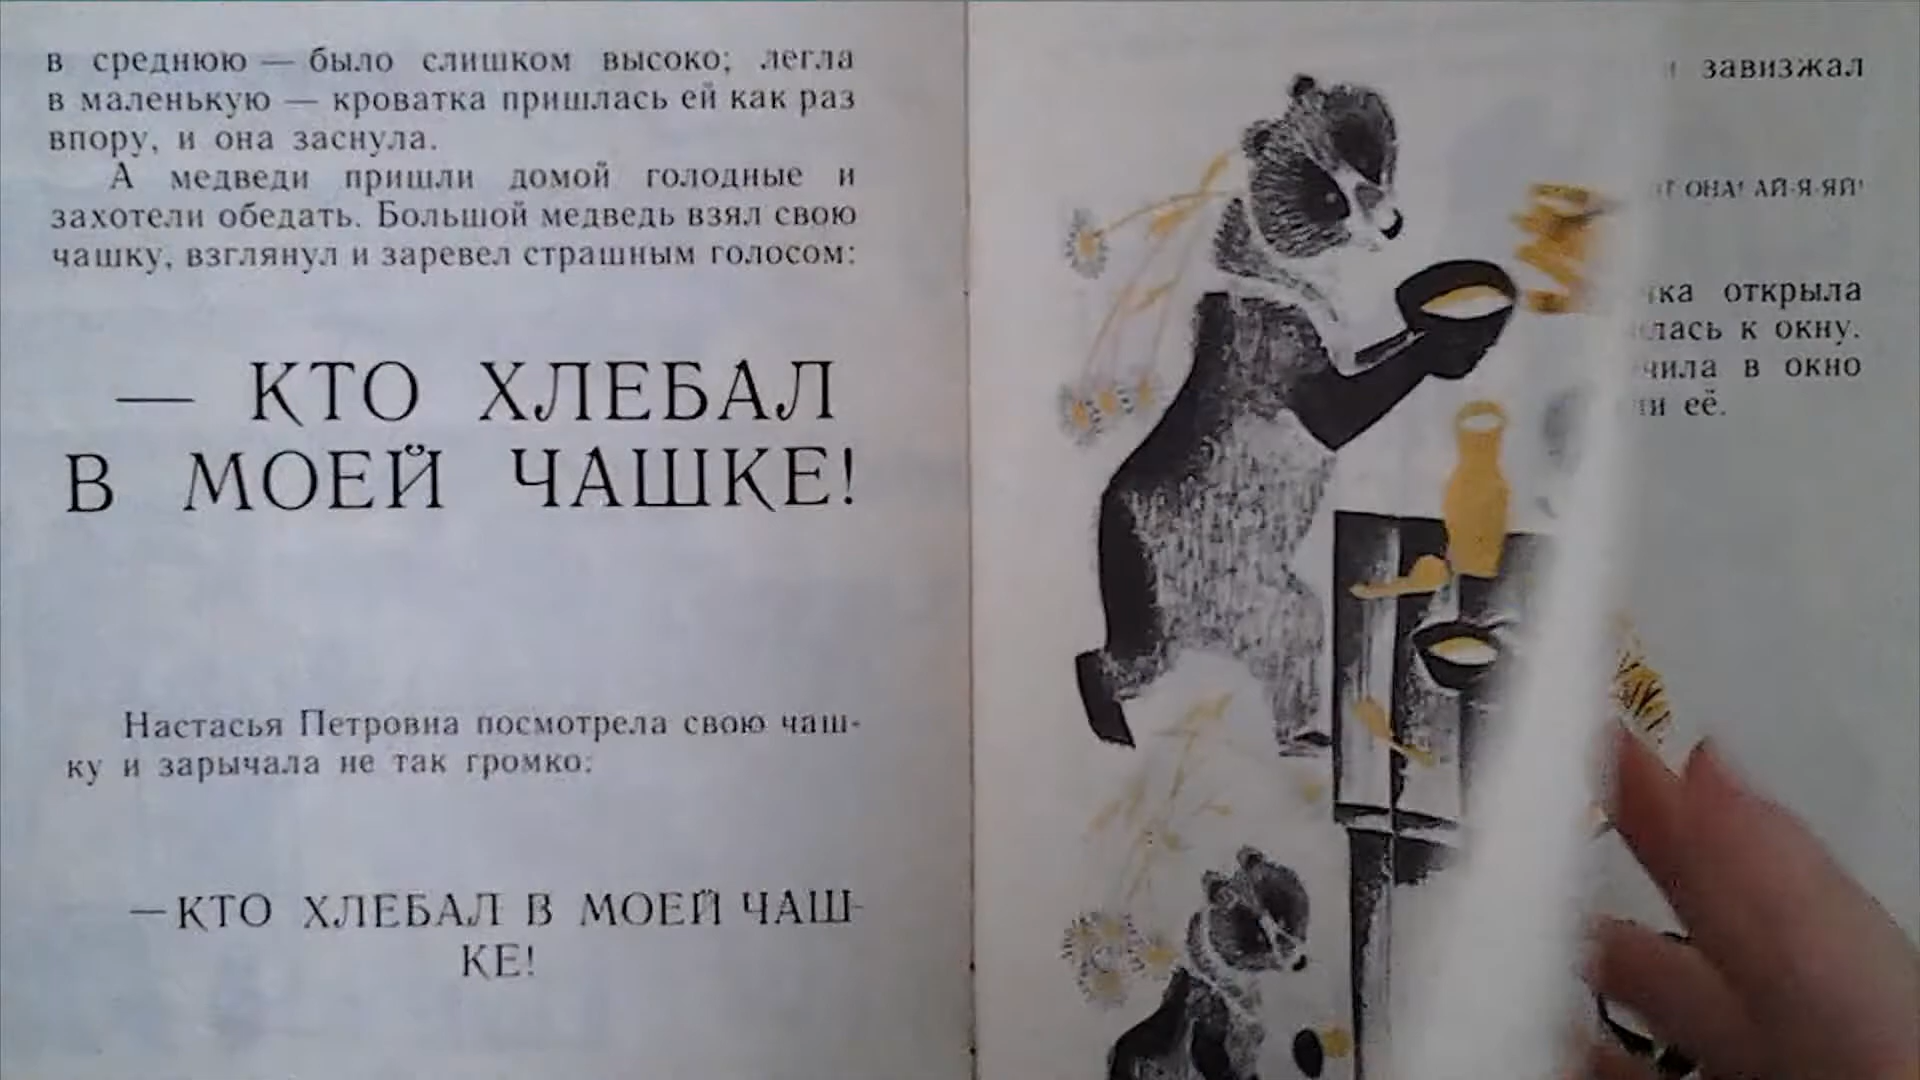 в среднюю — было слишком высоко; легла
в маленькую — кроватка пришлась ей как раз
впору, и она заснула.
А медведи пришли домой голодные и
захотели обедать. Большой медведь взял свою
чашку, взглянул и заревел страшным голосом:
— КТО ХЛЕБАЛ
В МОЕЙ ЧАШКЕ!
Настасья Петровна посмотрела свою чаш-
ку и зарычала не так громко:
— КТО ХЛЕБАЛ В МОЕЙ ЧАШ-
КЕ!
завизжал
ОНА! АЙ-Я-ЯЙ!
открыла
к окну.
в окно
её.